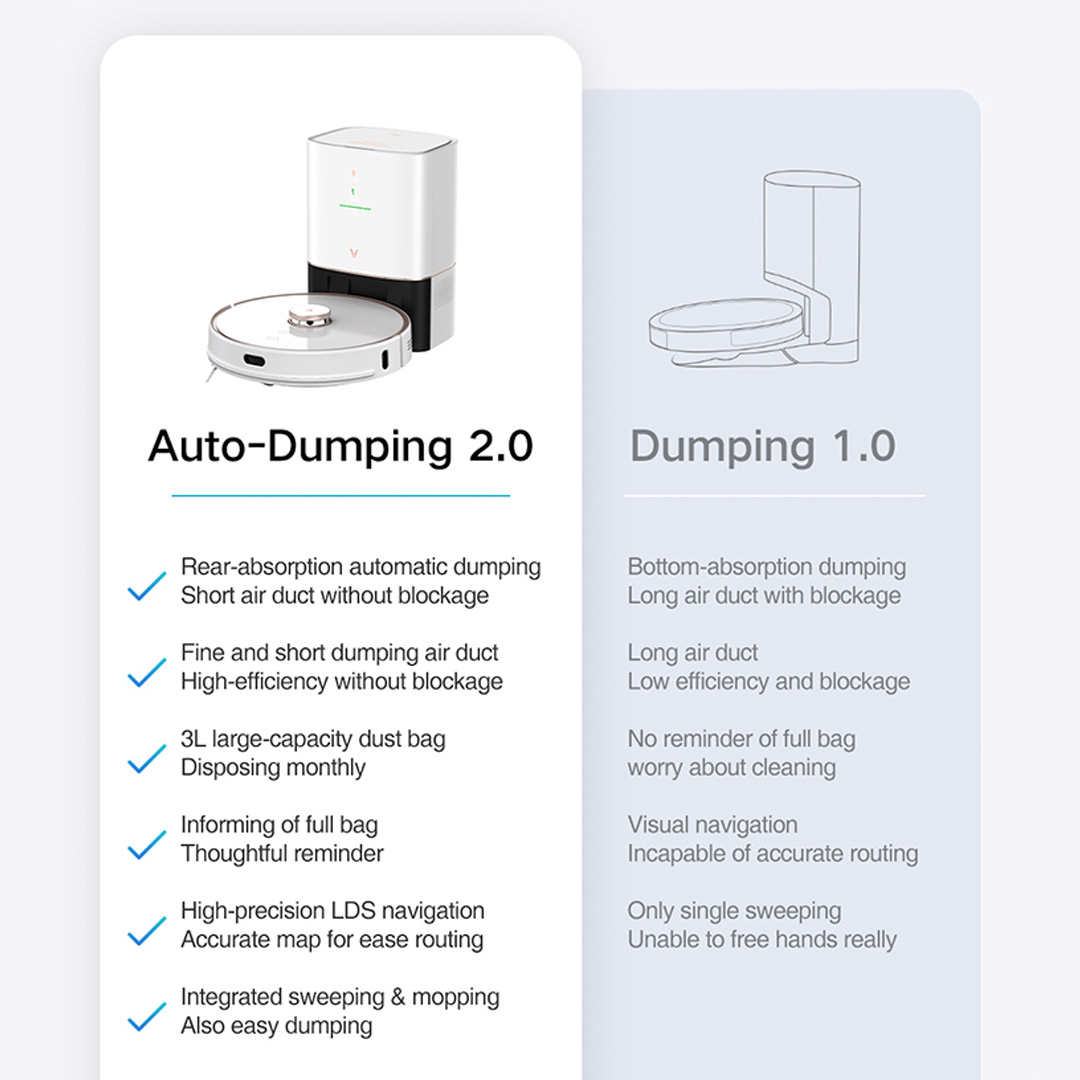 Auto-Dumping 2.0
Rear-absorption automatic dumping
Short air duct without blockage
Fine and short dumping air duct
High-efficiency without blockage
3L large-capacity dust bag
Disposing monthly
Informing of full bag
Thoughtful reminder
High-precision LDS navigation
Accurate map for ease routing
Integrated sweeping & mopping
Also easy dumping
Dumping 1.0
Bottom-absorption dumping
Long air duct with blockage
Long air duct
Low efficiency and blockage
No reminder of full bag
worry about cleaning
Visual navigation
Incapable of accurate routing
Only single sweeping
Unable to free hands really